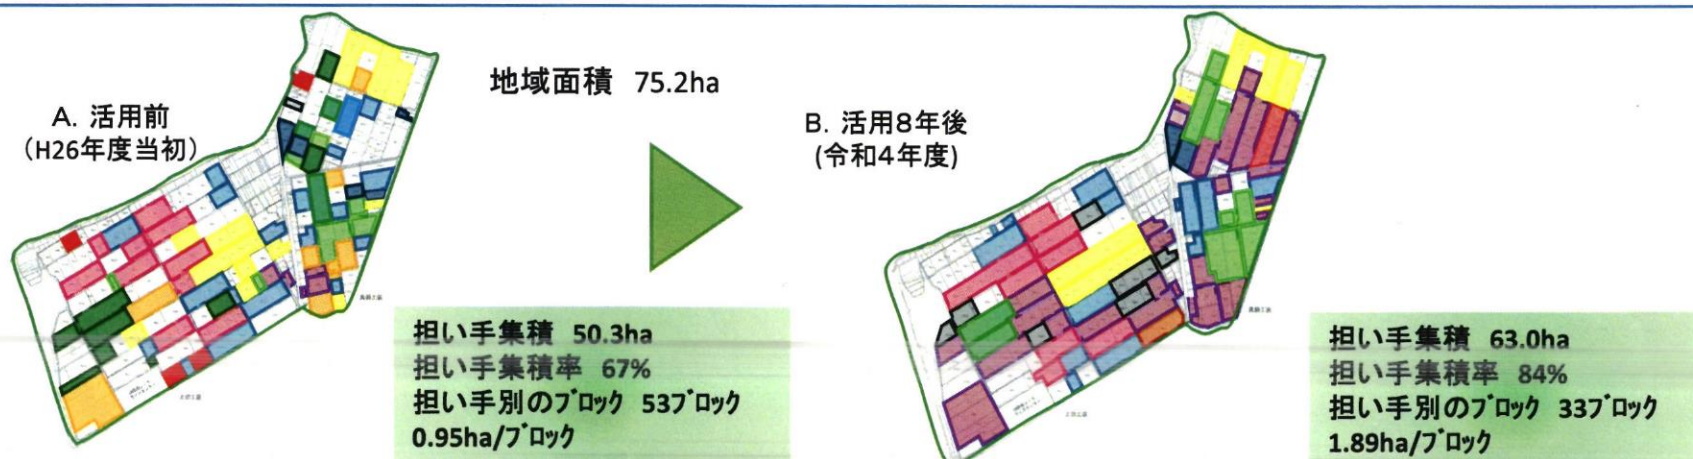 地域面積 75.2ha
A. 活用前
(H26年度当初)
担い手集積 50.3ha
担い手集積率 67%
担い手別のブロック 53ブロック
0.95ha/ブロック
B. 活用8年後
(令和4年度)
担い手集積 63.0ha
担い手集積率 84%
担い手別のブロック 33ブロック
1.89ha/ブロック